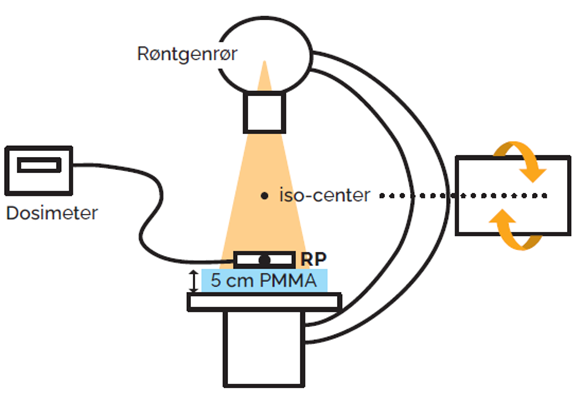 Røntgenrør
iso-center
Dosimeter
RP
5 cm PMMA